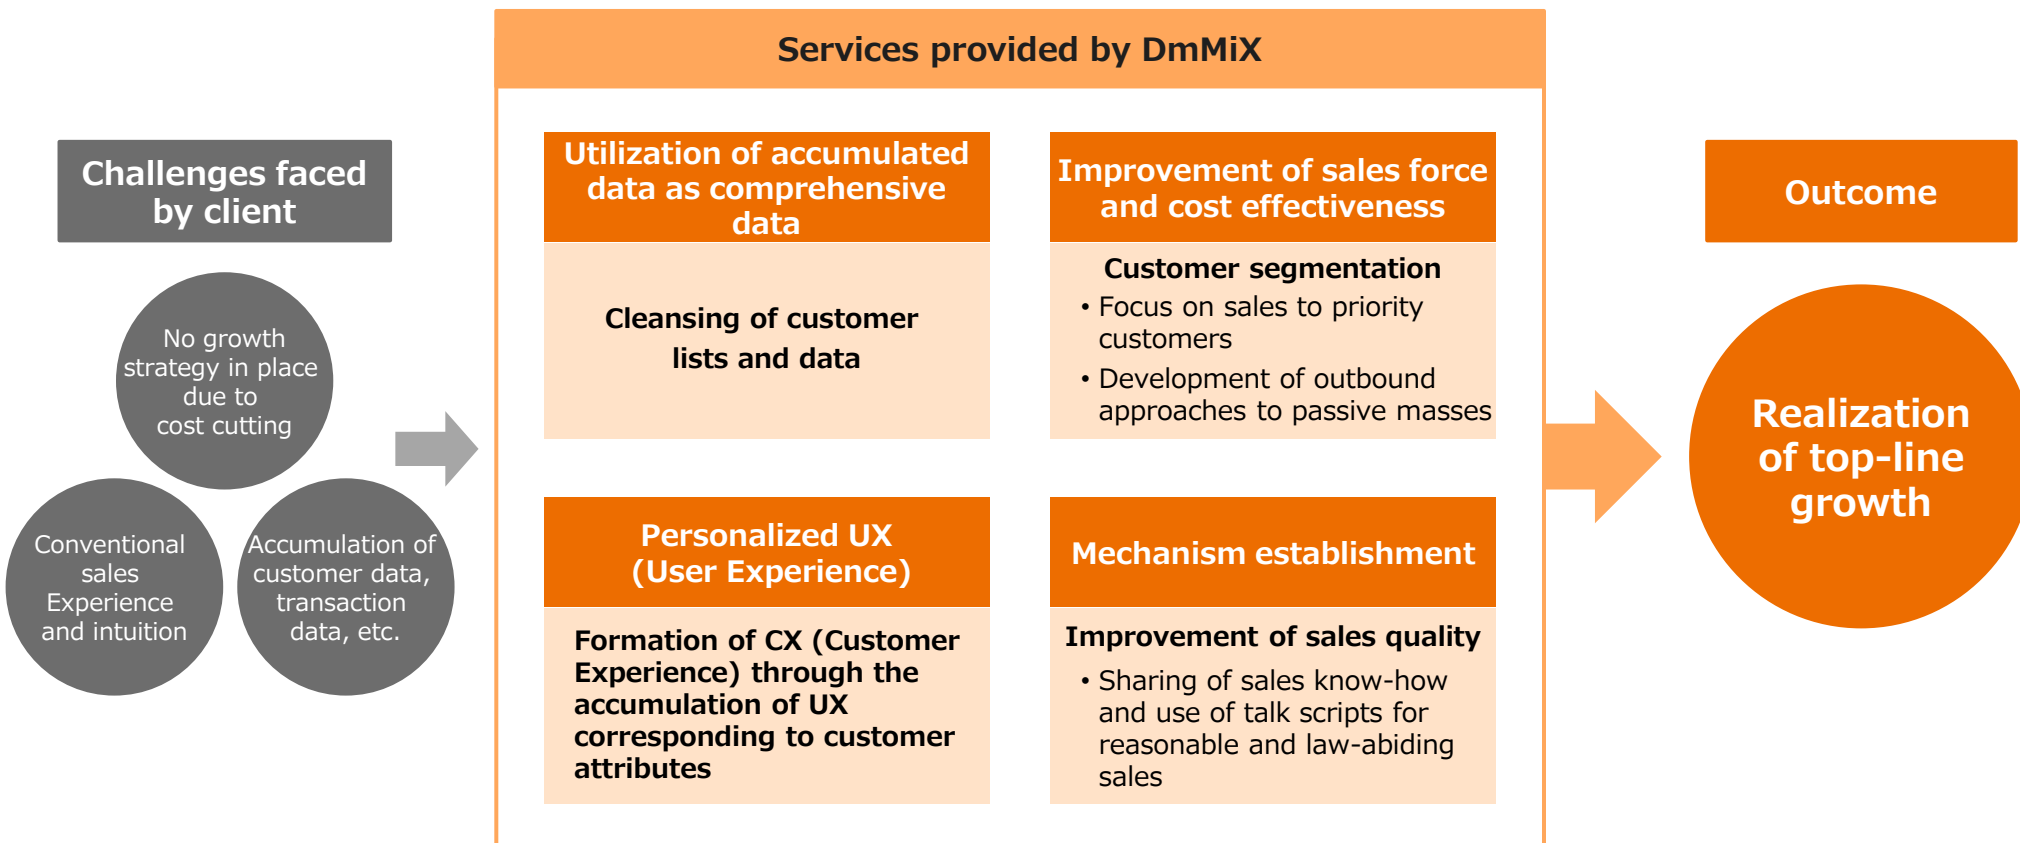 Services provided by DmMiX
Challenges faced
by client
No growth
strategy in place
due to
cost cutting
Conventional
sales
Experience
and intuition
Accumulation of
customer data,
transaction
data, etc.
Utilization of accumulated
data as comprehensive
data
Cleansing of customer
lists and data
Improvement of sales force
and cost effectiveness
Customer segmentation
• Focus on sales to priority
customers
• Development of outbound
approaches to passive masses
Personalized UX
(User Experience)
Formation of CX (Customer
Experience) through the
accumulation of UX
corresponding to customer
attributes
Mechanism establishment
Improvement of sales quality
• Sharing of sales know-how
and use of talk scripts for
reasonable and law-abiding
sales
Outcome
Realization
of top-line
growth